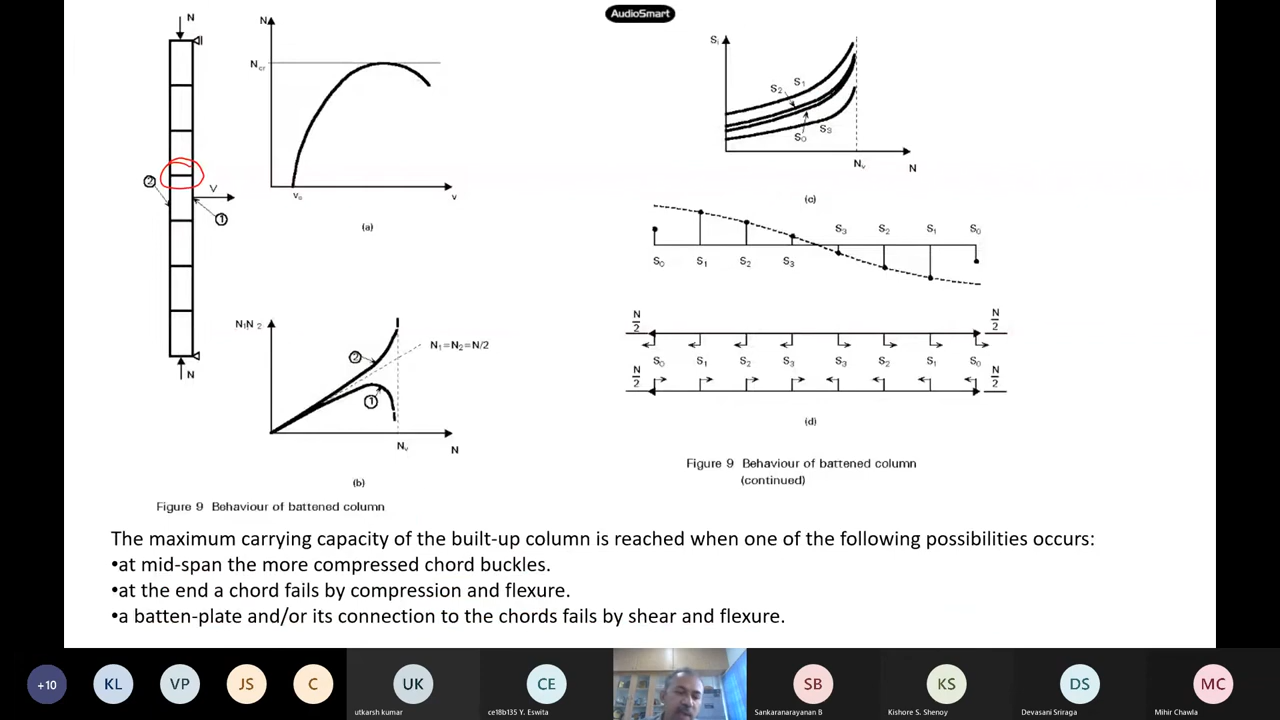 AudioSmart
N
N
N
Ncr
v₀
v
(a)
②
V
①
N₁N₂
②
N₁=N₂=N/2
①
Nv
N
(b)
Figure 9 Behaviour of battened column
Si
S₁
S₂
S₀
S₃
Nv
N
(c)
S₃ S₂ S₁ S₀
S₀ S₁ S₂ S₃
N/2 N/2
S₀ S₁ S₂ S₃ S₃ S₂ S₁ S₀
N/2 N/2
(d)
Figure 9 Behaviour of battened column
(continued)
The maximum carrying capacity of the built-up column is reached when one of the following possibilities occurs:
•at mid-span the more compressed chord buckles.
•at the end a chord fails by compression and flexure.
•a batten-plate and/or its connection to the chords fails by shear and flexure.
+10 KL VP JS C UK CE SB KS DS MC
utkarsh kumar ce18b135 Y. Eswita Sankaranarayanan B Kishore S. Shenoy Devasani Sriraga Mihir Chawla